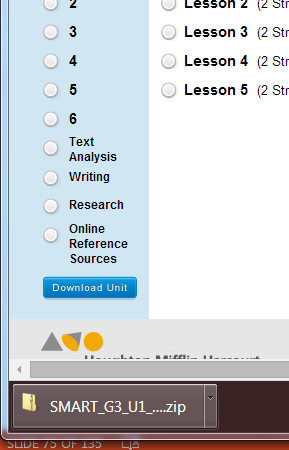 2
3
4
5
6
Text
Analysis
Writing
Research
Online
Reference
Sources
Download Unit
Lesson 2 (2 Str
Lesson 3 (2 Str
Lesson 4 (2 Str
Lesson 5 (2 Str
Houghton Mifflin Harcourt
SMART_G3_U1_....zip
SLIDE 75 OF 135